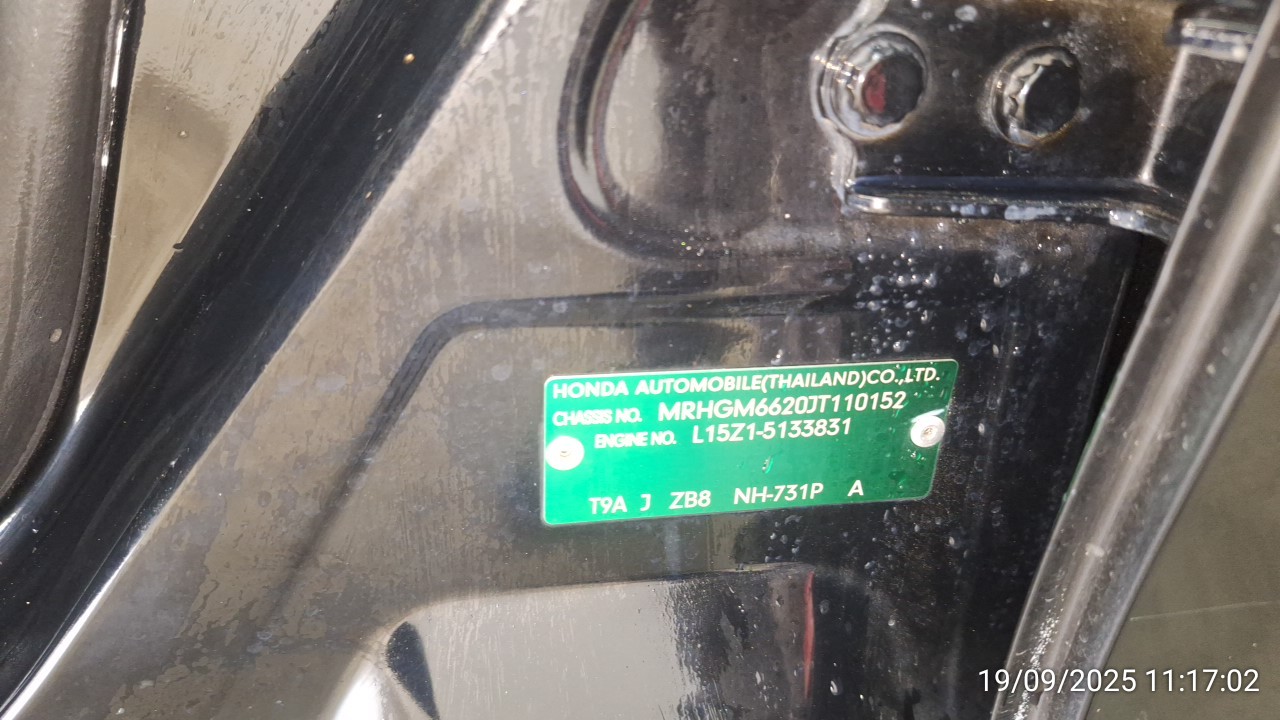 HONDA AUTOMOBILE(THAILAND)CO.,LTD.
CHASSIS NO. MRHGM6620JT110152
ENGINE NO. L15Z1-5133831
T9A J ZB8 NH-731P A
19/09/2025 11:17:02